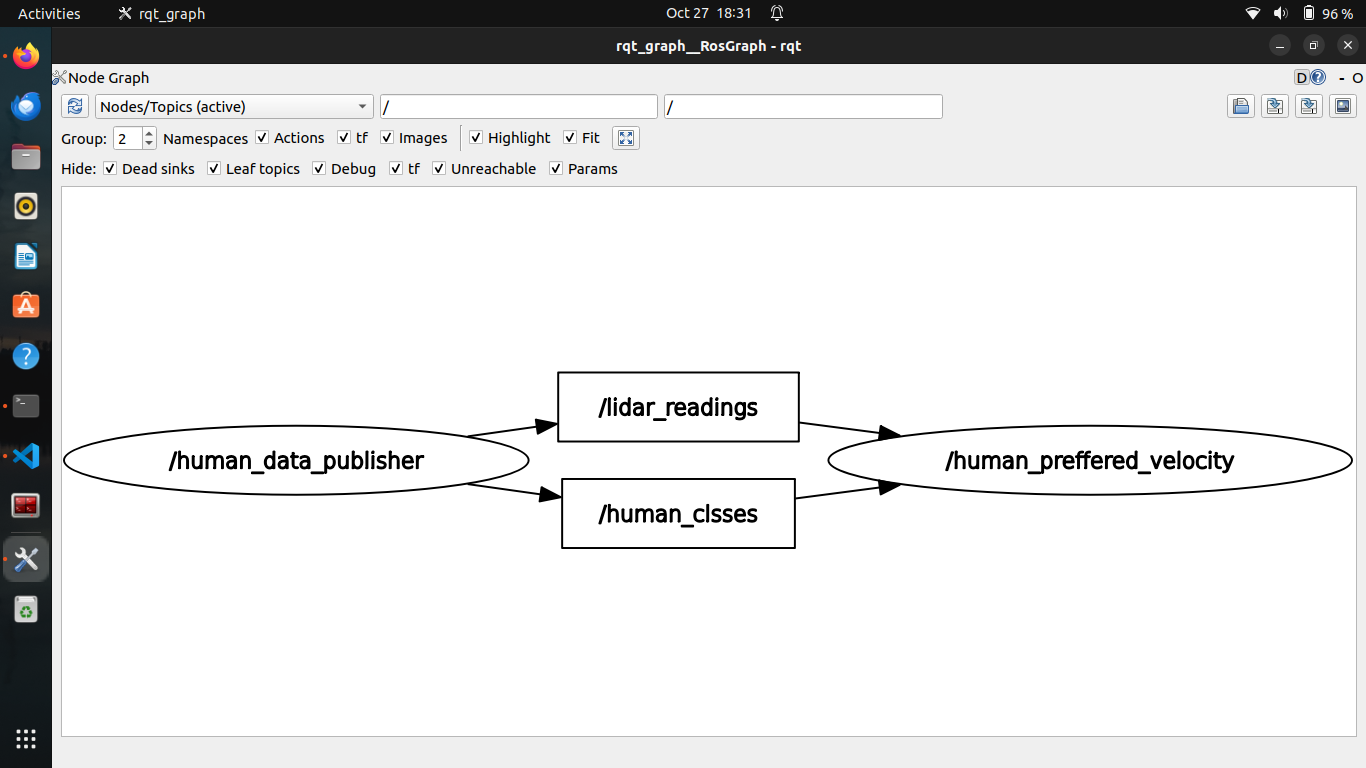 Activities rqt_graph Oct 27 18:31 96 %
rqt_graph__RosGraph - rqt
Node Graph D - O
Nodes/Topics (active) / /
Group: 2 Namespaces Actions tf Images Highlight Fit
Hide: Dead sinks Leaf topics Debug tf Unreachable Params
/lidar_readings
/human_data_publisher /human_preffered_velocity
/human_clsses